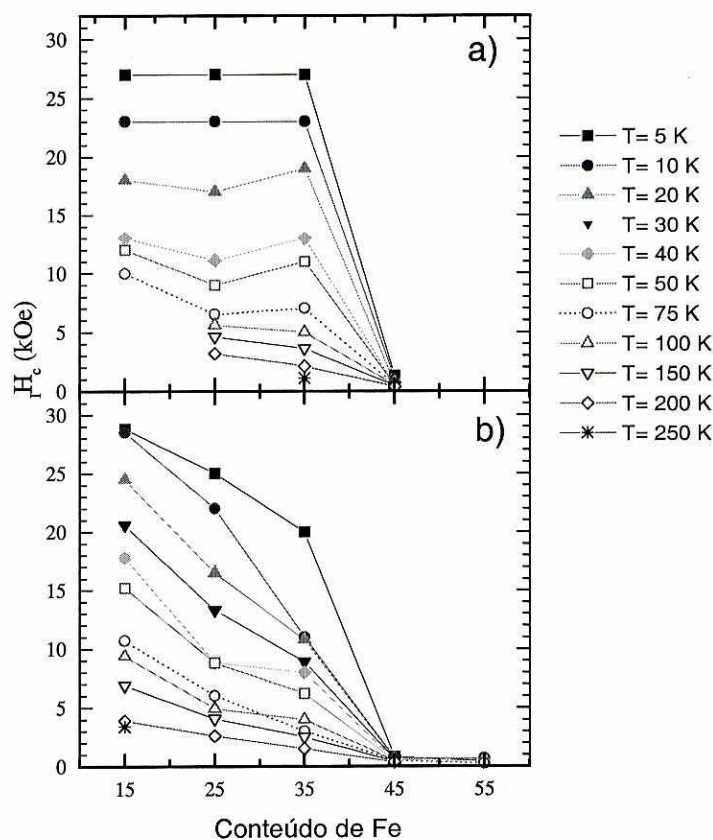 a)
30
25
20
15
10
5
0
b)
30
25
20
15
10
5
0
15 25 35 45 55
Conteúdo de Fe
H_c (kOe)
T= 5 K
T= 10 K
T= 20 K
T= 30 K
T= 40 K
T= 50 K
T= 75 K
T= 100 K
T= 150 K
T= 200 K
T= 250 K